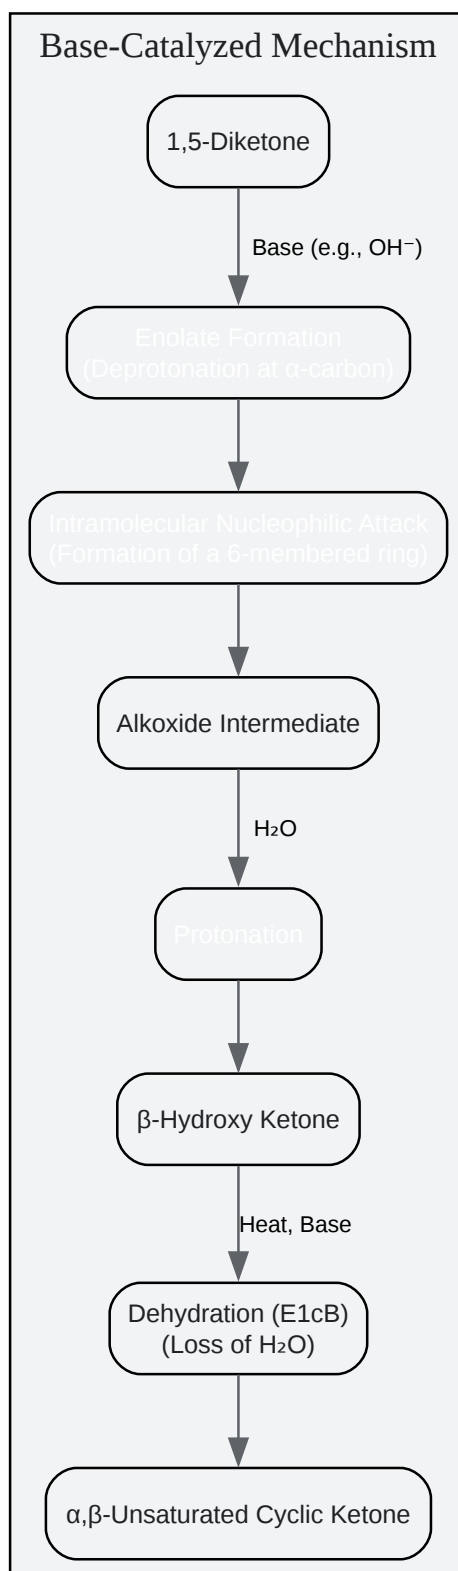 Base-Catalyzed Mechanism
1,5-Diketone
Base (e.g., OH⁻)
Enolate Formation
(Deprotonation at α-carbon)
Intramolecular Nucleophilic Attack
(Formation of a 6-membered ring)
Alkoxide Intermediate
H₂O
Protonation
β-Hydroxy Ketone
Heat, Base
Dehydration (E1cB)
(Loss of H₂O)
α,β-Unsaturated Cyclic Ketone